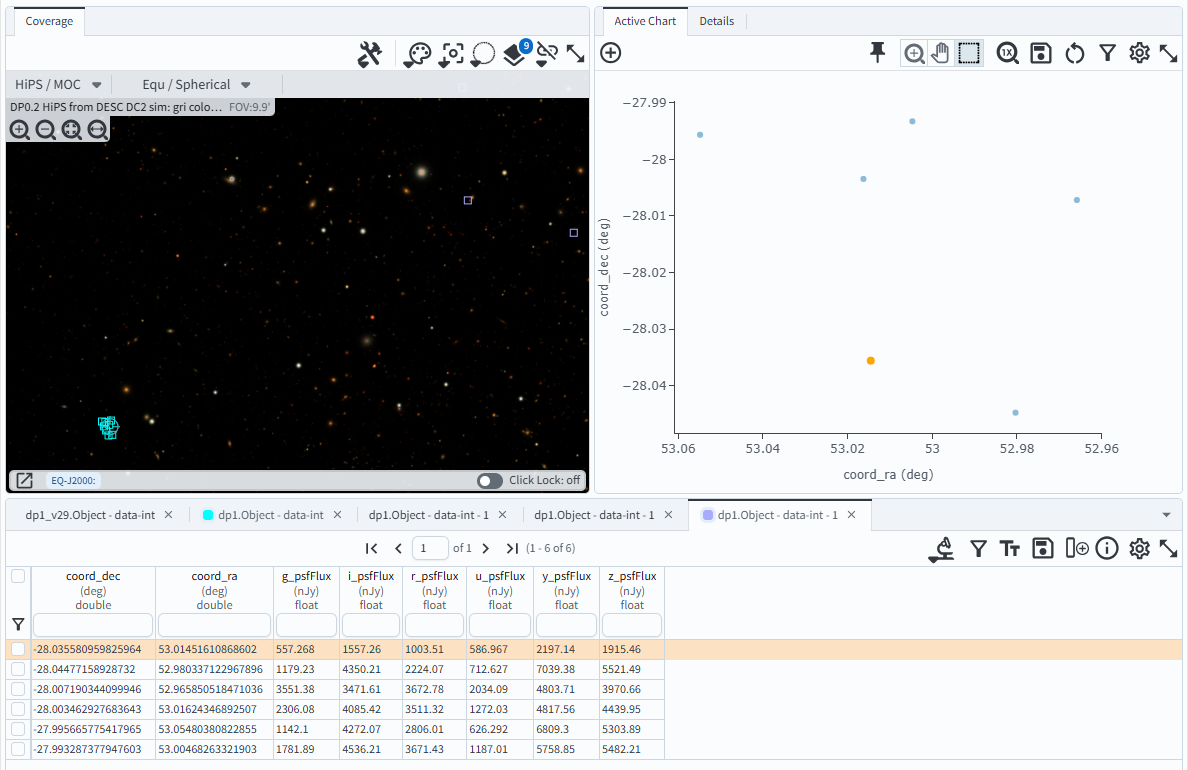 Coverage
Active Chart
Details
9
1X
HiPS / MOC
Equ / Spherical
DP0.2 HiPS from DESC DC2 sim: gri colo... FOV:9.9'
EQ-J2000:
Click Lock: off
−27.99
−28
−28.01
−28.02
−28.03
−28.04
coord_dec (deg)
53.06
53.04
53.02
53
52.98
52.96
coord_ra (deg)
dp1_v29.Object - data-int
dp1.Object - data-int
dp1.Object - data-int - 1
dp1.Object - data-int - 1
dp1.Object - data-int - 1
1 of 1 (1 - 6 of 6)
coord_dec coord_ra g_psfFlux i_psfFlux r_psfFlux u_psfFlux y_psfFlux z_psfFlux
(deg) (deg) (nJy) (nJy) (nJy) (nJy) (nJy) (nJy)
double double float float float float float float
-28.035580959825964 53.01451610868602 557.268 1557.26 1003.51 586.967 2197.14 1915.46
-28.04477158928732 52.980337122967896 1179.23 4350.21 2224.07 712.627 7039.38 5521.49
-28.007190344099946 52.965850518471036 3551.38 3471.61 3672.78 2034.09 4803.71 3970.66
-28.003462927683643 53.01624346892507 2306.08 4085.42 3511.32 1272.03 4817.56 4439.95
-27.995665775417965 53.05480380822855 1142.1 4272.07 2806.01 626.292 6809.3 5303.89
-27.993287377947603 53.00468263321903 1781.89 4536.21 3671.43 1187.01 5758.85 5482.21